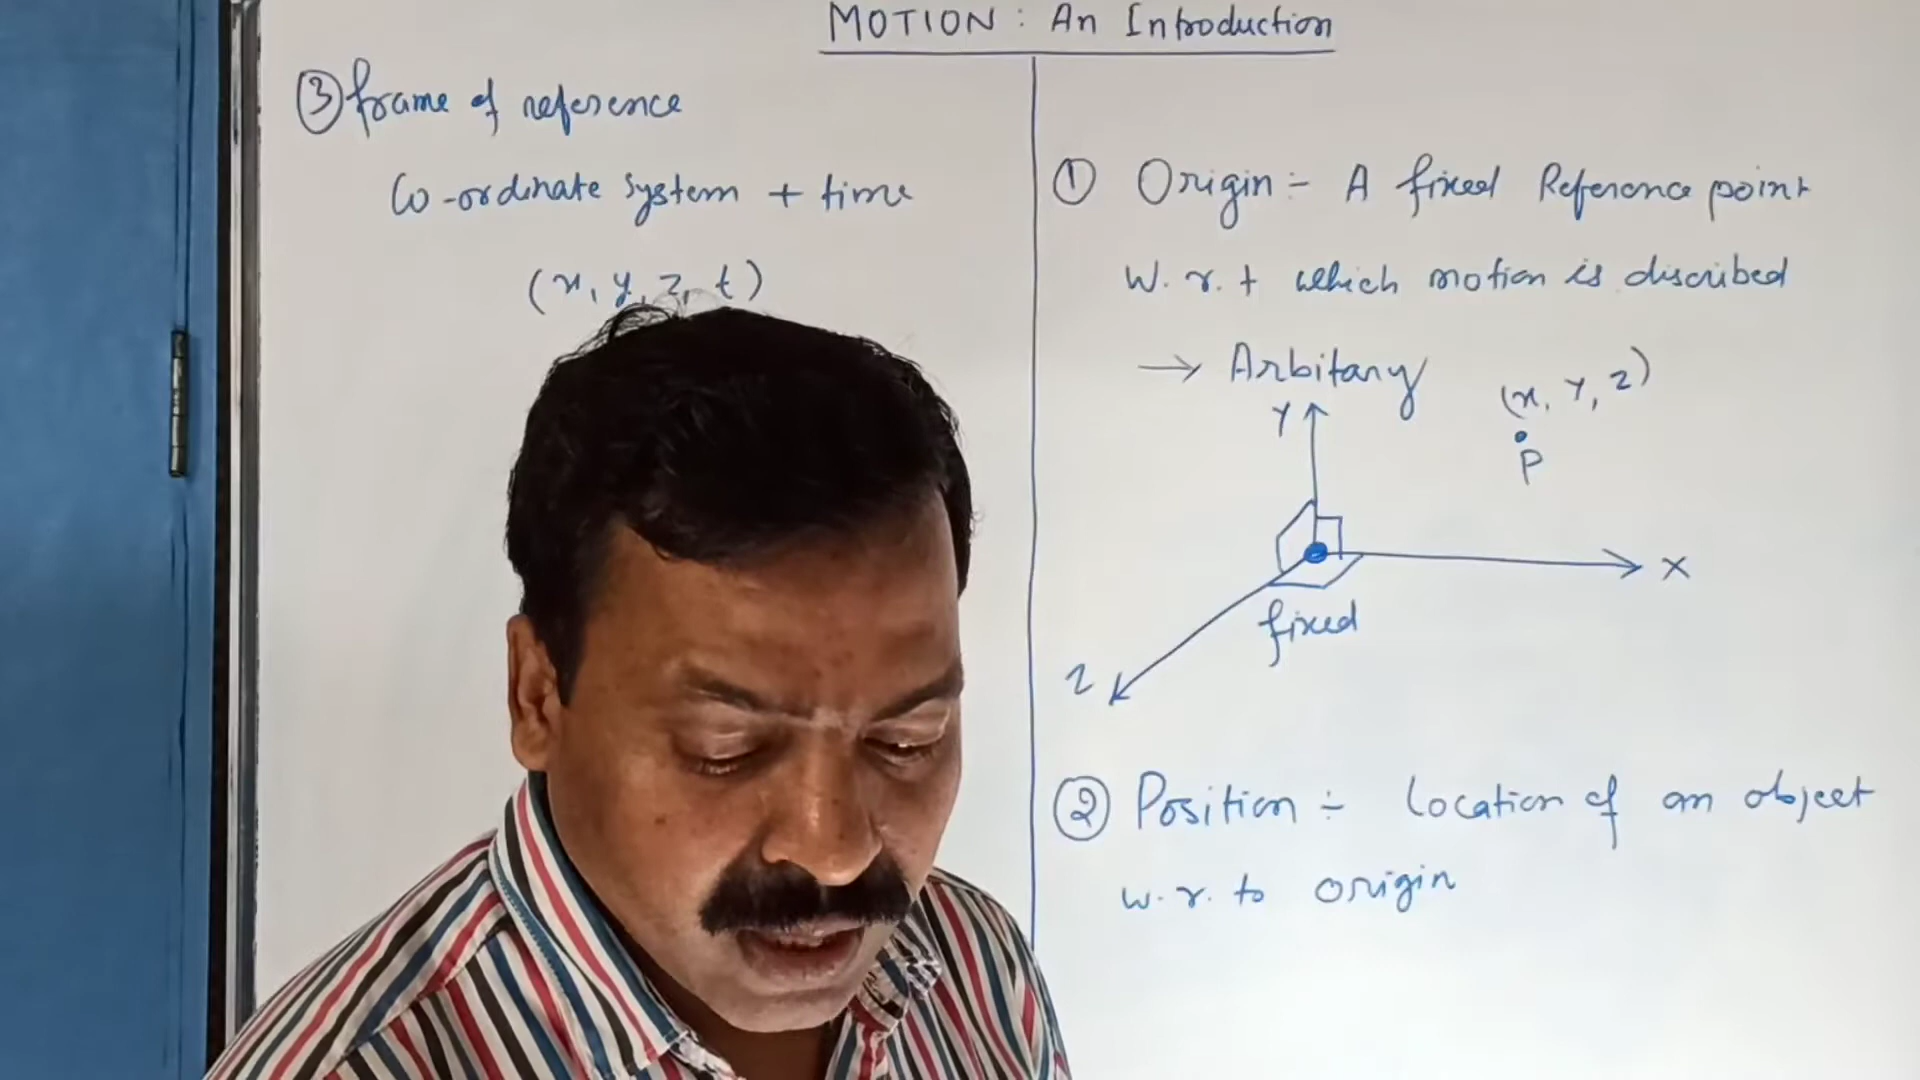 MOTION : An Introduction
③ frame of reference
Co-ordinate system + time
(x, y, z, t)
① Origin :- A fixed Reference point
w.r.t which motion is discribed
→ Arbitary
(x, y, z)
Y
P
X
fixed
Z
② Position :- Location of an object
w.r. to origin